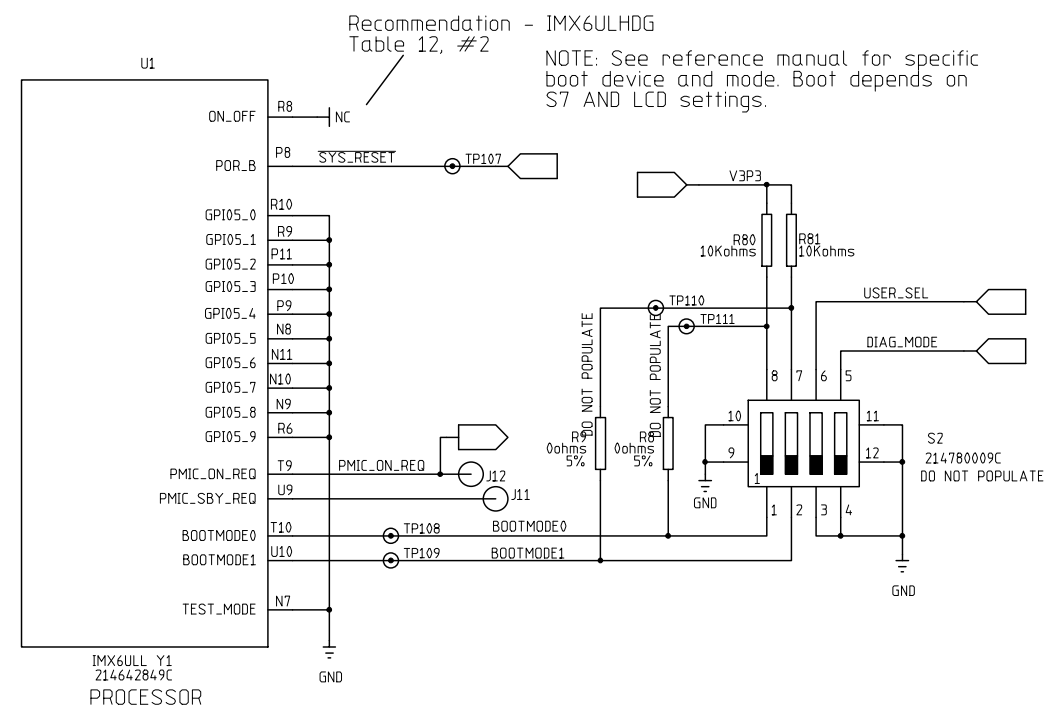 Recommendation - IMX6ULHDG
Table 12, #2
NOTE: See reference manual for specific
boot device and mode. Boot depends on
S7 AND LCD settings.
U1
ON_OFF R8 NC
POR_B P8 SYS_RESET TP107
GPIO5_0 R10
GPIO5_1 R9
GPIO5_2 P11
GPIO5_3 P10
GPIO5_4 P9
GPIO5_5 N8
GPIO5_6 N11
GPIO5_7 N10
GPIO5_8 N9
GPIO5_9 R6
PMIC_ON_REQ T9 PMIC_ON_REQ J12
PMIC_SBY_REQ U9 J11
BOOTMODE0 T10 TP108 BOOTMODE0
BOOTMODE1 U10 TP109 BOOTMODE1
TEST_MODE N7
GND
IMX6ULL Y1
214642849C
PROCESSOR
V3P3
R80
10Kohms
R81
10Kohms
TP110
TP111
DO NOT POPULATE
DO NOT POPULATE
R9
0ohms
5%
R8
0ohms
5%
USER_SEL
DIAG_MODE
8 7 6 5
10 11
9 12
1
1 2 3 4
GND
S2
214780009C
DO NOT POPULATE
GND